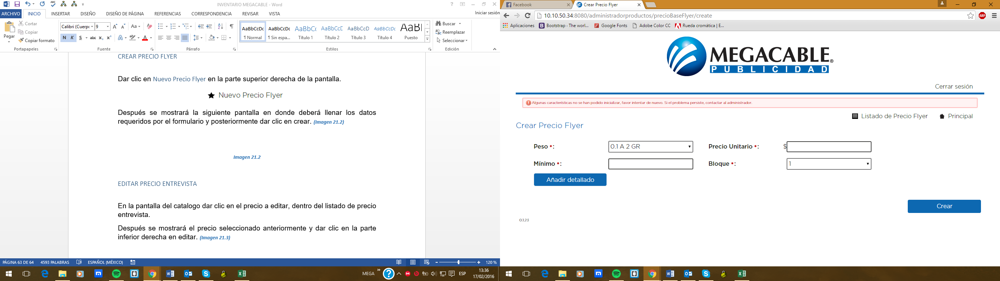 INVENTARIO MEGACABLE - Word
ARCHIVO INICIO INSERTAR DISEÑO DISEÑO DE PÁGINA REFERENCIAS CORRESPONDENCIA REVISAR VISTA Iniciar sesión
Pegar
Cortar
Copiar
Copiar formato
Portapapeles
Calibri (Cuerpo 9
Fuente
Párrafo
AaBbCcDc AaBbCcDc AaBbCc AaBbCcD AaBbCcD AaBbCcDc AaBl
¶ Normal ¶ Sin espa... Título 1 Título 2 Título 3 Título 4 Puesto
Estilos
Buscar
Reemplazar
Seleccionar
Edición
CREAR PRECIO FLYER
Dar clic en Nuevo Precio Flyer en la parte superior derecha de la pantalla.
Nuevo Precio Flyer
Después se mostrará la siguiente pantalla en donde deberá llenar los datos
requeridos por el formulario y posteriormente dar clic en crear. (Imagen 21.2)
Imagen 21.2
EDITAR PRECIO ENTREVISTA
En la pantalla del catalogo dar clic en el precio a editar, dentro del listado de precio
entrevista.
Después se mostrará el precio seleccionado anteriormente y dar clic en la parte
inferior derecha en editar. (Imagen 21.3)
PÁGINA 63 DE 64 4593 PALABRAS ESPAÑOL (MÉXICO) 120 %
MEGA ESP 13:36
17/02/2016
Facebook Crear Precio Flyer
10.10.50.34:8080/administradorproductos/precioBaseFlyer/create
ABP
Aplicaciones Bootstrap · The worl... Google Fonts Adobe Color CC Rueda cromática | E...
MEGACABLE®
PUBLICIDAD
Cerrar sesión
Algunas características no se han podido inicializar, favor intentar de nuevo. Si el problema persiste, contactar al administrador.
Listado de Precio Flyer Principal
Crear Precio Flyer
Peso *: 0.1 A 2 GR Precio Unitario *: $
Mínimo *: Bloque *: 1
Añadir detallado
Crear
0.1.23